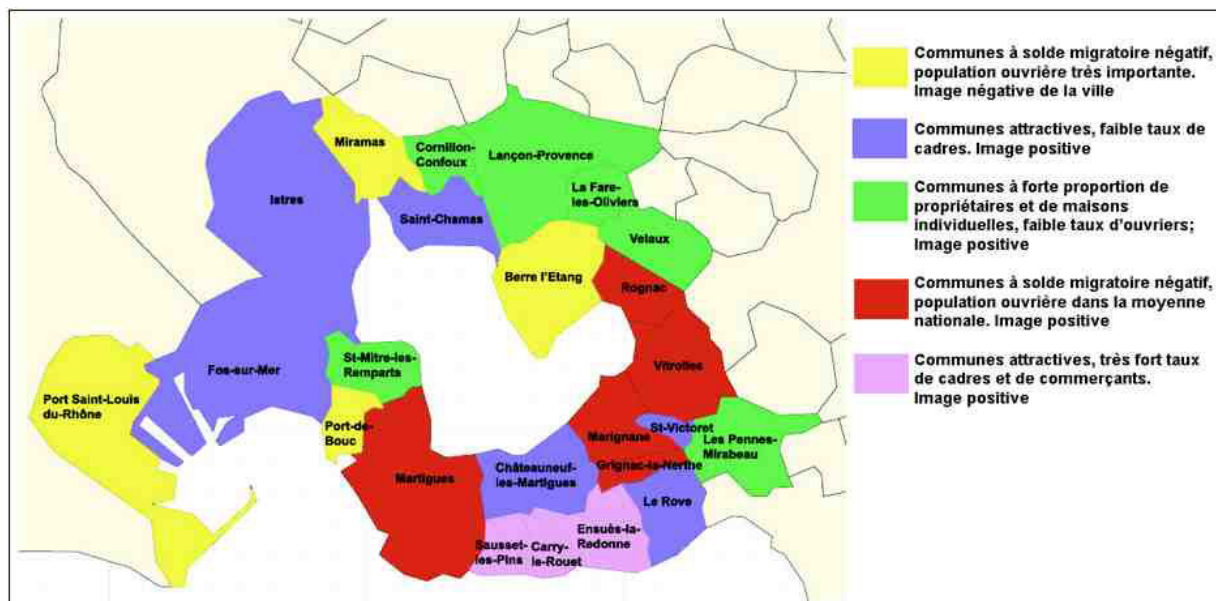 Communes à solde migratoire négatif,
population ouvrière très importante.
Image négative de la ville
Communes attractives, faible taux de
cadres. Image positive
Communes à forte proportion de
propriétaires et de maisons
individuelles, faible taux d'ouvriers;
Image positive
Communes à solde migratoire négatif,
population ouvrière dans la moyenne
nationale. Image positive
Communes attractives, très fort taux
de cadres et de commerçants.
Image positive
Miramas
Cornillon-
Confoux
Lançon-Provence
Istres
Saint-Chamas
La Fare-
les-Oliviers
Velaux
Berre l'Etang
Rognac
Fos-sur-Mer
St-Mitre-les-
Remparts
Vitrolles
Port Saint-Louis
du-Rhône
Port-de-
Bouc
St-Victoret
Marignane
Les Pennes-
Mirabeau
Martigues
Châteauneuf-
les-Martigues
Grignac-la-Nerthe
Le Rove
Ensuès-la-
Redonne
Sausset-
les-Pins
Carry-
le-Rouet